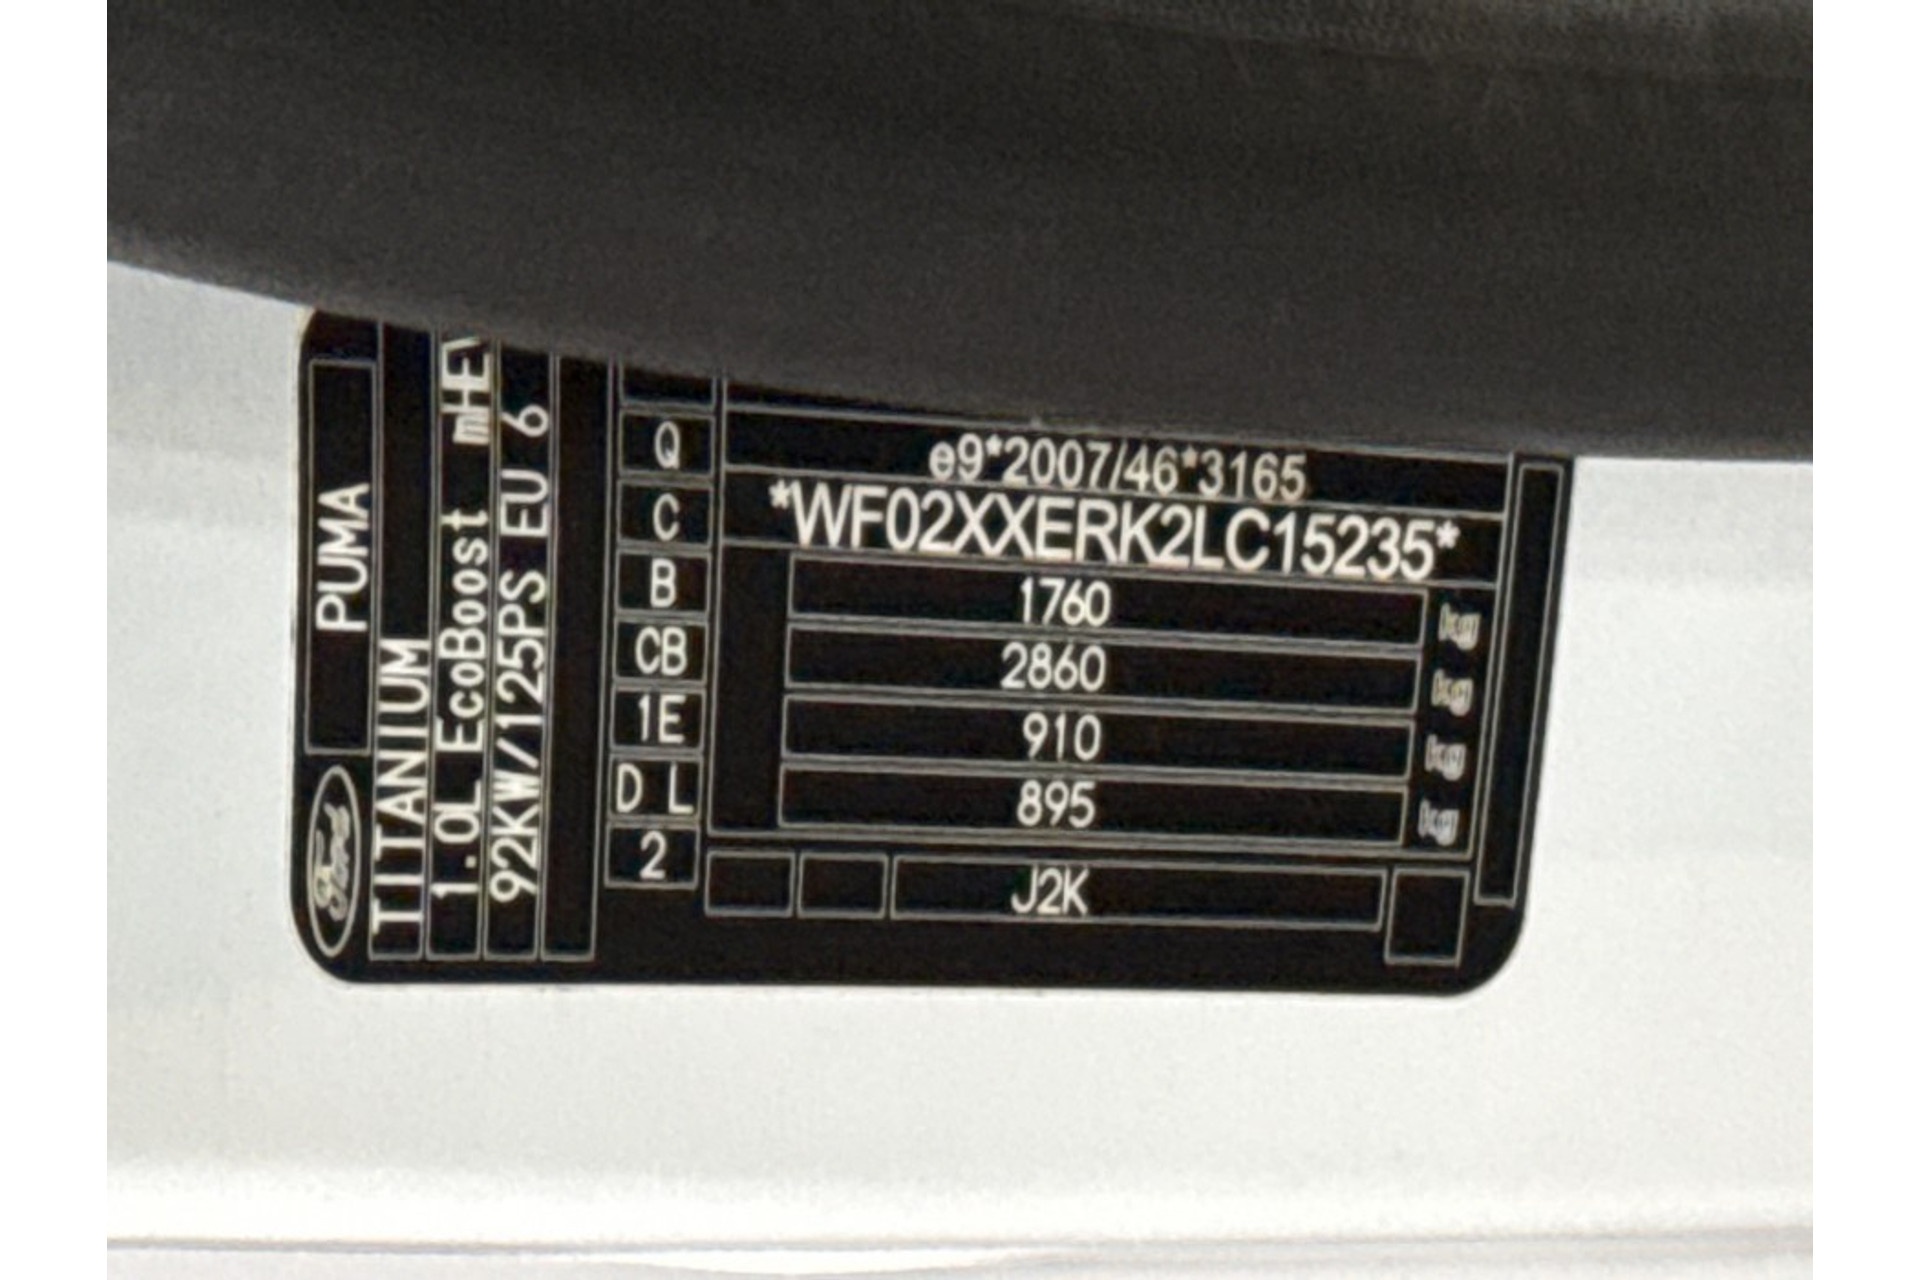 Ford
PUMA
TITANIUM
1.0L EcoBoost mHEV
92KW/125PS EU 6
Q e9*2007/46*3165
C *WF02XXERK2LC15235*
B 1760 kg
CB 2860 kg
1E 910 kg
D L 895 kg
2 J2K